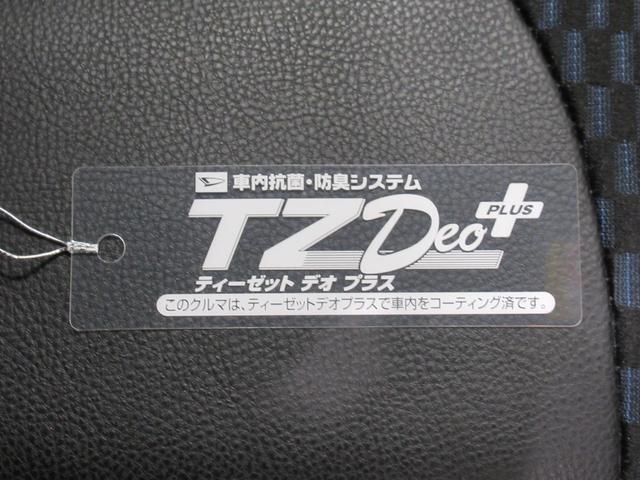 車内抗菌・防臭システム
TZ Deo PLUS
ティーゼット デオ プラス
このクルマは、ティーゼットデオプラスで車内をコーティング済です。